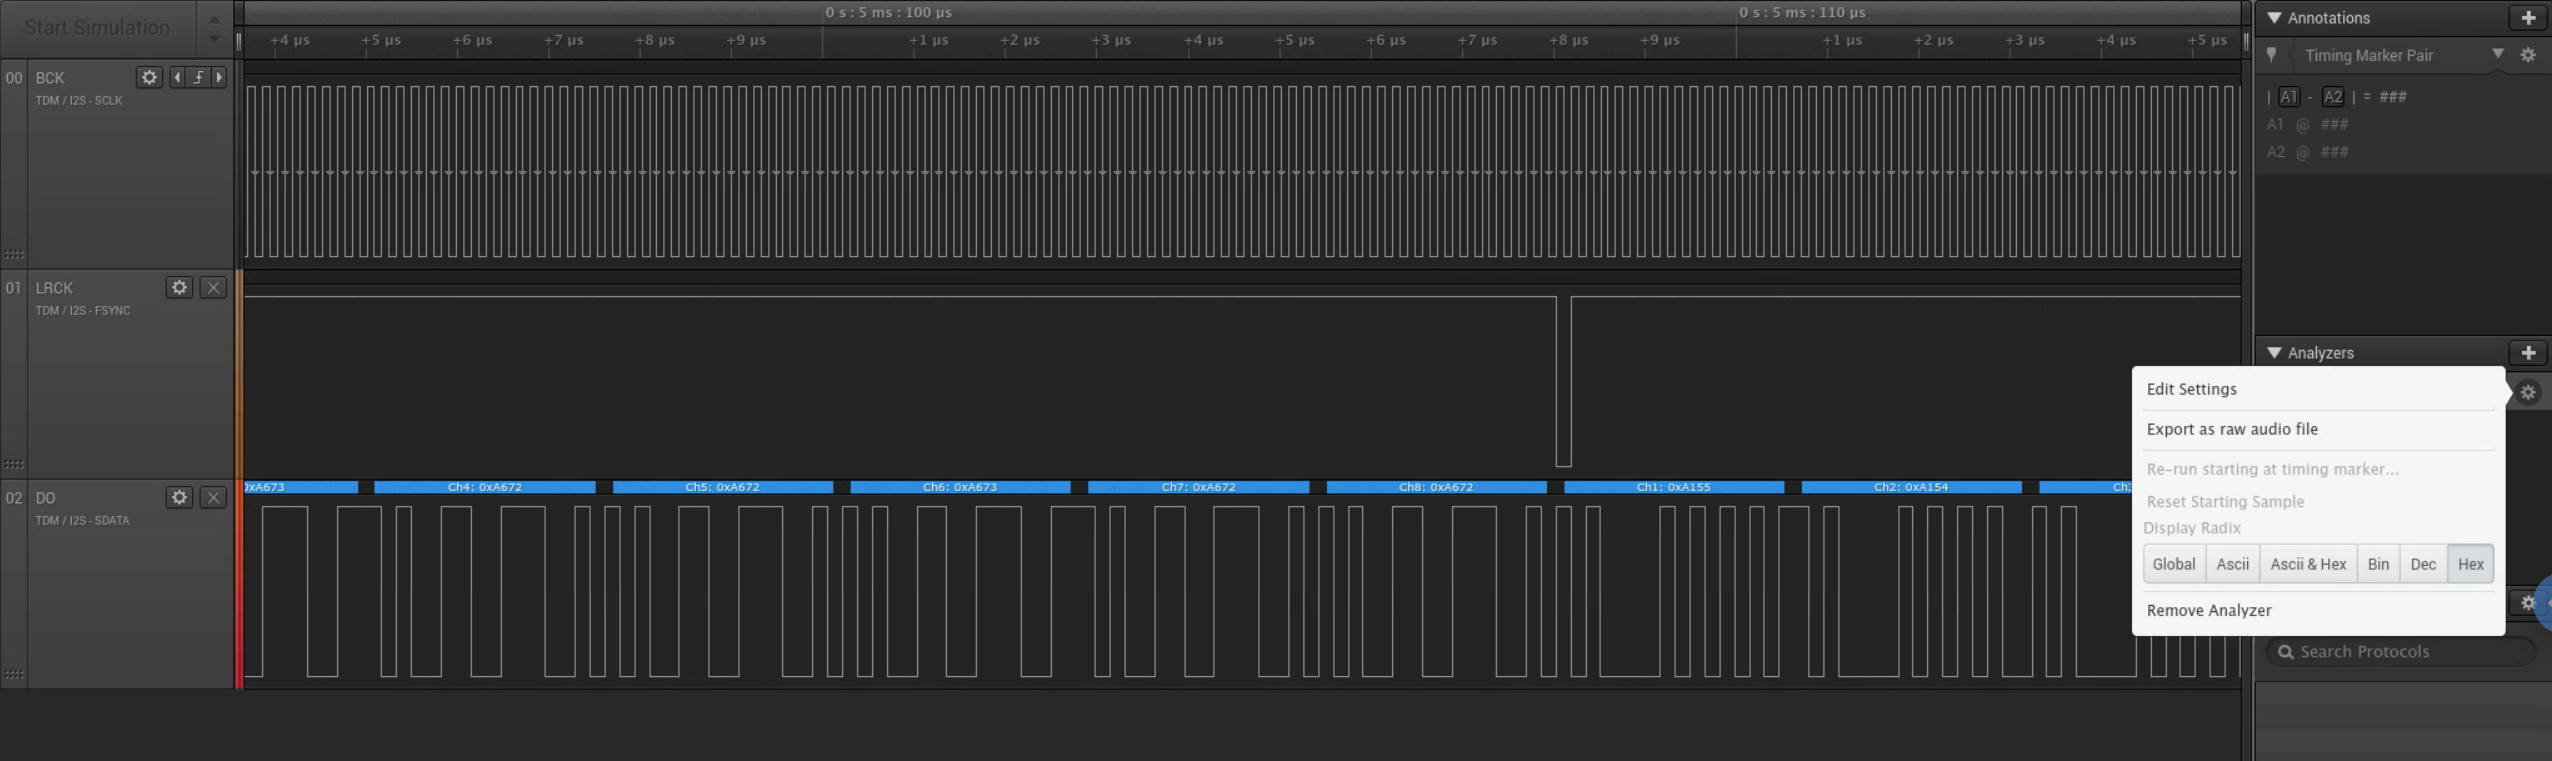 Start Simulation
0 s : 5 ms : 100 µs
0 s : 5 ms : 110 µs
+4 µs +5 µs +6 µs +7 µs +8 µs +9 µs +1 µs +2 µs +3 µs +4 µs +5 µs +6 µs +7 µs +8 µs +9 µs +1 µs +2 µs +3 µs +4 µs +5 µs
00 BCK
TDM / I2S - SCLK
01 LRCK
TDM / I2S - FSYNC
02 DO
TDM / I2S - SDATA
0xA673 Ch4: 0xA672 Ch5: 0xA672 Ch6: 0xA673 Ch7: 0xA672 Ch8: 0xA672 Ch1: 0xA155 Ch2: 0xA154
Annotations
Timing Marker Pair
| A1 - A2 | = ###
A1 @ ###
A2 @ ###
Analyzers
Edit Settings
Export as raw audio file
Re-run starting at timing marker...
Reset Starting Sample
Display Radix
Global Ascii Ascii & Hex Bin Dec Hex
Remove Analyzer
Search Protocols